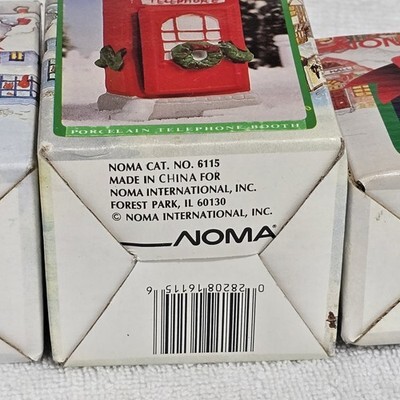 TELEPHONE
NOMA
PORCELAIN TELEPHONE BOOTH
NOMA CAT. NO. 6115
MADE IN CHINA FOR
NOMA INTERNATIONAL, INC.
FOREST PARK, IL 60130
© NOMA INTERNATIONAL, INC.
NOMA®
0 28208 16115 6